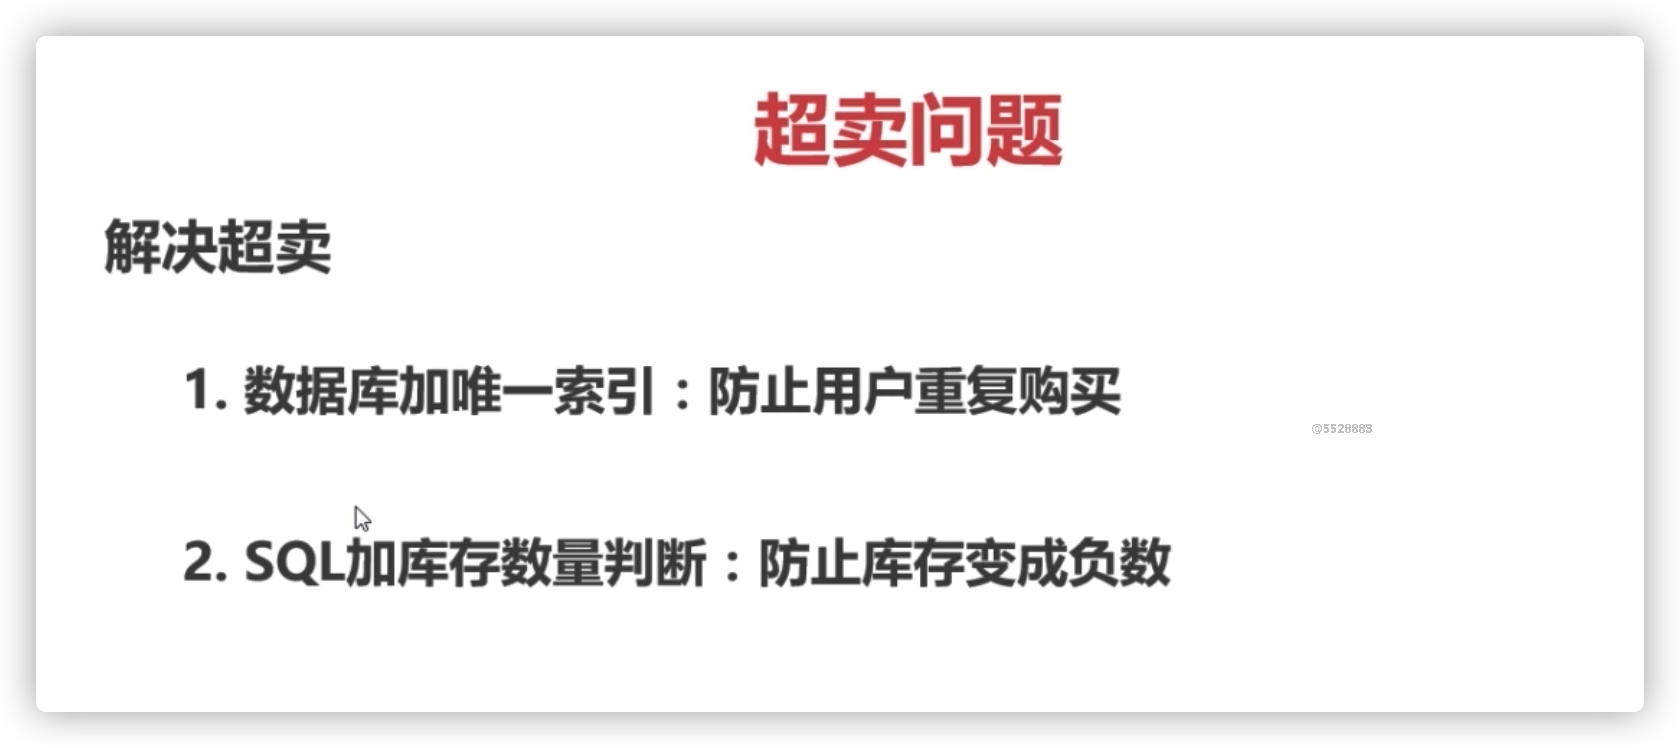 超卖问题
解决超卖
1. 数据库加唯一索引：防止用户重复购买
@5528883
2. SQL加库存数量判断：防止库存变成负数